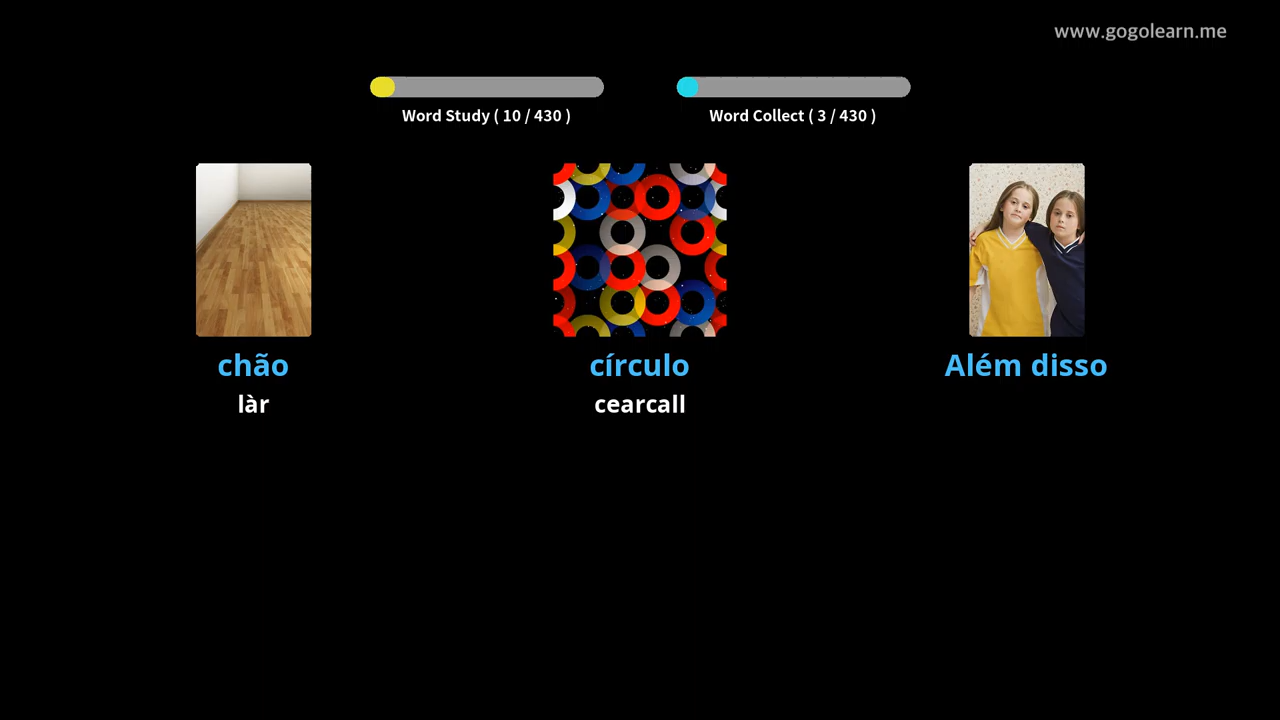 www.gogolearn.me
Word Study ( 10 / 430 )
Word Collect ( 3 / 430 )
chão
círculo
Além disso
làr
cearcall